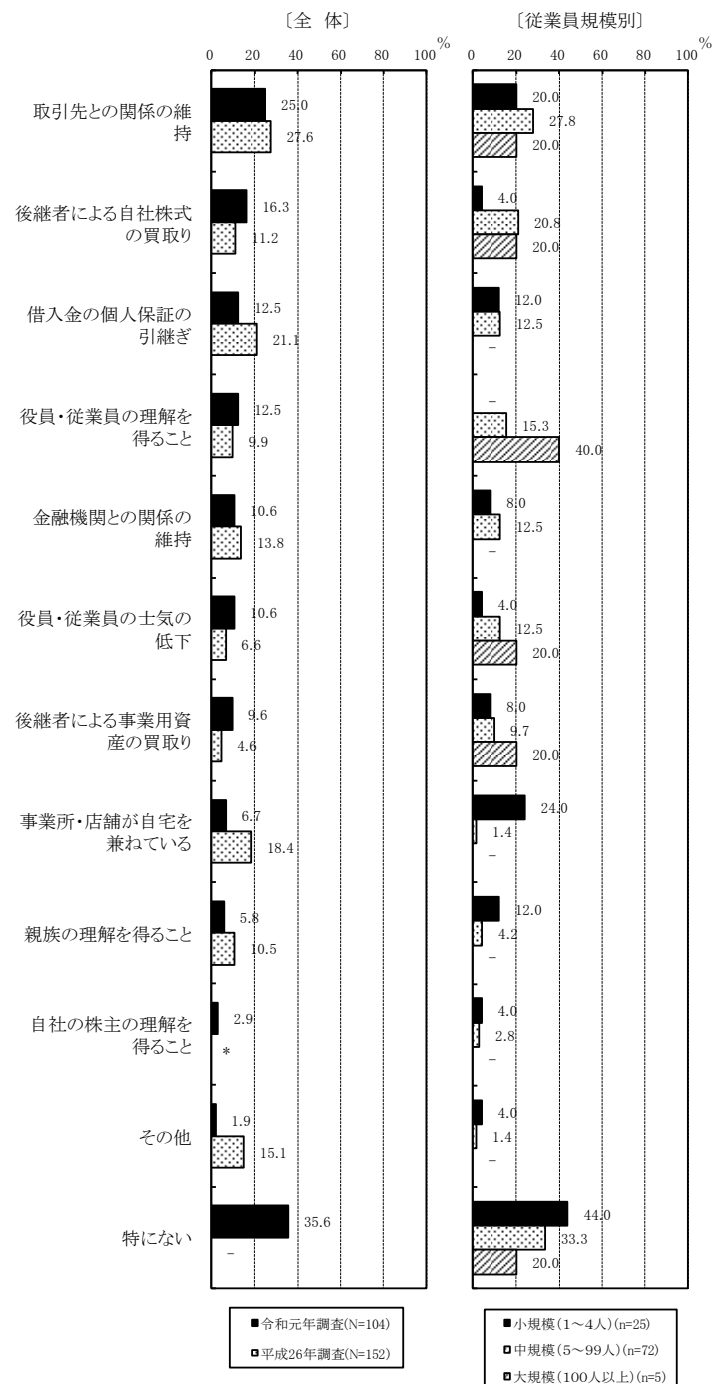 〔全 体〕 〔従業員規模別〕
0 20 40 60 80 100 %
0 20 40 60 80 100 %
取引先との関係の維
持
25.0
27.6
20.0
27.8
20.0
後継者による自社株式
の買取り
16.3
11.2
4.0
20.8
20.0
借入金の個人保証の
引継ぎ
12.5
21.1
12.0
12.5
–
役員・従業員の理解を
得ること
12.5
9.9
–
15.3
40.0
金融機関との関係の
維持
10.6
13.8
8.0
12.5
–
役員・従業員の士気の
低下
10.6
6.6
4.0
12.5
20.0
後継者による事業用資
産の買取り
9.6
4.6
8.0
9.7
20.0
事業所・店舗が自宅を
兼ねている
6.7
18.4
24.0
1.4
–
親族の理解を得ること
5.8
10.5
12.0
4.2
–
自社の株主の理解を
得ること
2.9
*
4.0
2.8
–
その他
1.9
15.1
4.0
1.4
–
特にない
35.6
–
44.0
33.3
20.0
令和元年調査(N=104)
平成26年調査(N=152)
小規模(1～4人)(n=25)
中規模(5～99人)(n=72)
大規模(100人以上)(n=5)